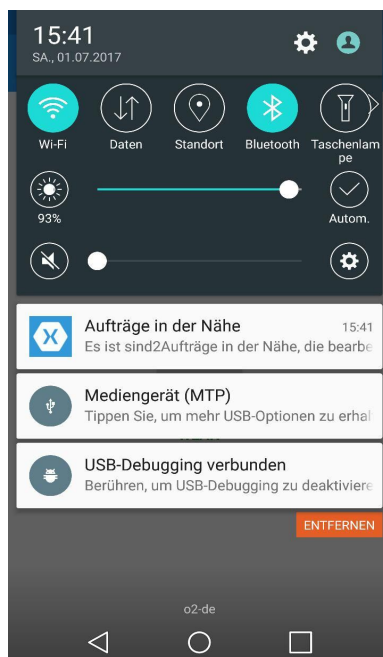 15:41
SA., 01.07.2017
Wi-Fi
Daten
Standort
Bluetooth
Taschenlam
pe
93%
Autom.
Aufträge in der Nähe 15:41
Es ist sind2Aufträge in der Nähe, die bearbe
Mediengerät (MTP)
Tippen Sie, um mehr USB-Optionen zu erhal
USB-Debugging verbunden
Berühren, um USB-Debugging zu deaktiviere
ENTFERNEN
o2-de